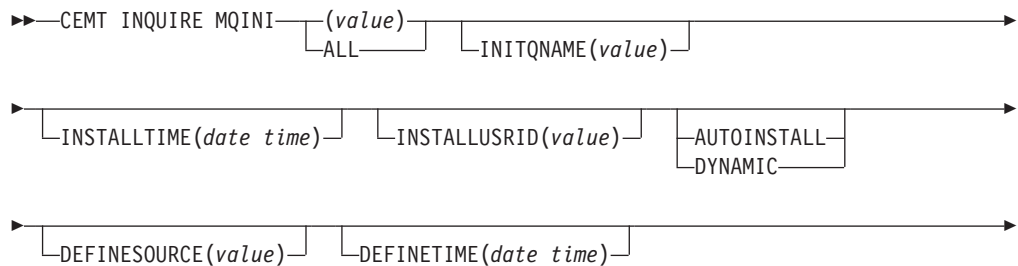 CEMT INQUIRE MQINI (value)
ALL INITQNAME(value)
INSTALLTIME(date time) INSTALLUSRID(value) AUTOINSTALL
DYNAMIC
DEFINESOURCE(value) DEFINETIME(date time)